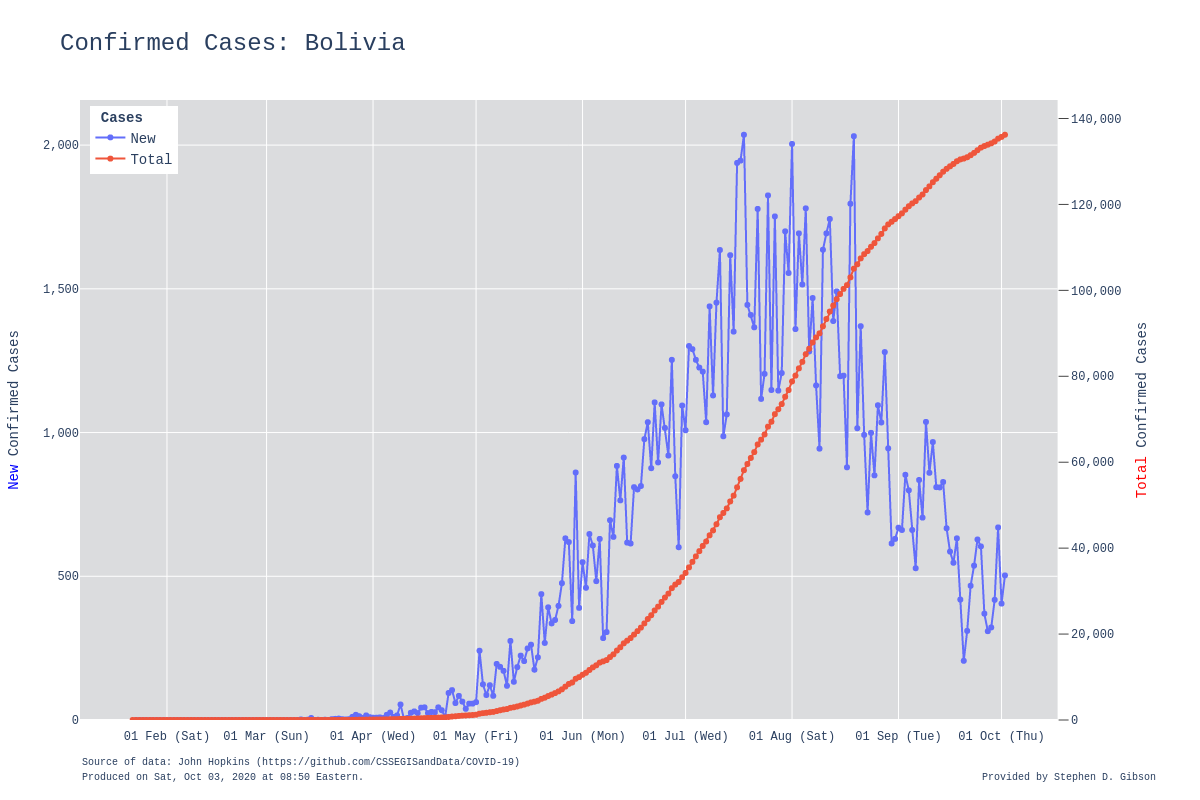 Confirmed Cases: Bolivia
Cases
New
Total
2,000
1,500
1,000
500
0
New Confirmed Cases
140,000
120,000
100,000
80,000
60,000
40,000
20,000
0
Total Confirmed Cases
01 Feb (Sat)
01 Mar (Sun)
01 Apr (Wed)
01 May (Fri)
01 Jun (Mon)
01 Jul (Wed)
01 Aug (Sat)
01 Sep (Tue)
01 Oct (Thu)
Source of data: John Hopkins (https://github.com/CSSEGISandData/COVID-19)
Produced on Sat, Oct 03, 2020 at 08:50 Eastern.
Provided by Stephen D. Gibson